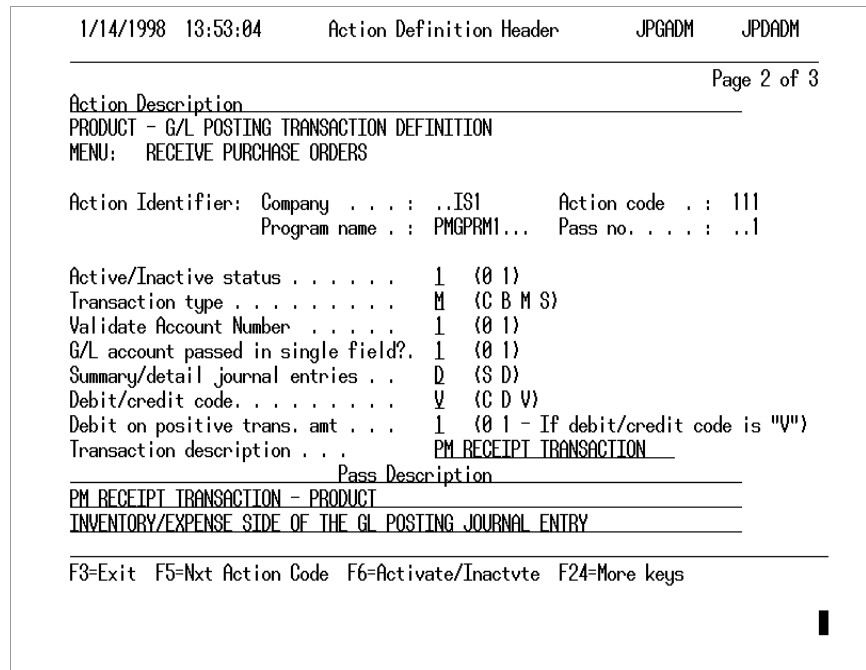 1/14/1998 13:53:04 Action Definition Header JPGADM JPDADM
Page 2 of 3
Action Description
PRODUCT - G/L POSTING TRANSACTION DEFINITION
MENU: RECEIVE PURCHASE ORDERS
Action Identifier: Company . . . : ..IS1 Action code . : 111
Program name . : PMGPRM1... Pass no. . . . : ..1
Active/Inactive status . . . . . . 1 (0 1)
Transaction type . . . . . . . . . M (C B M S)
Validate Account Number . . . . . 1 (0 1)
G/L account passed in single field?. 1 (0 1)
Summary/detail journal entries . . D (S D)
Debit/credit code. . . . . . . . . V (C D V)
Debit on positive trans. amt . . . 1 (0 1 - If debit/credit code is "V")
Transaction description . . . PM RECEIPT TRANSACTION
Pass Description
PM RECEIPT TRANSACTION - PRODUCT
INVENTORY/EXPENSE SIDE OF THE GL POSTING JOURNAL ENTRY
F3=Exit F5=Nxt Action Code F6=Activate/Inactvte F24=More keys